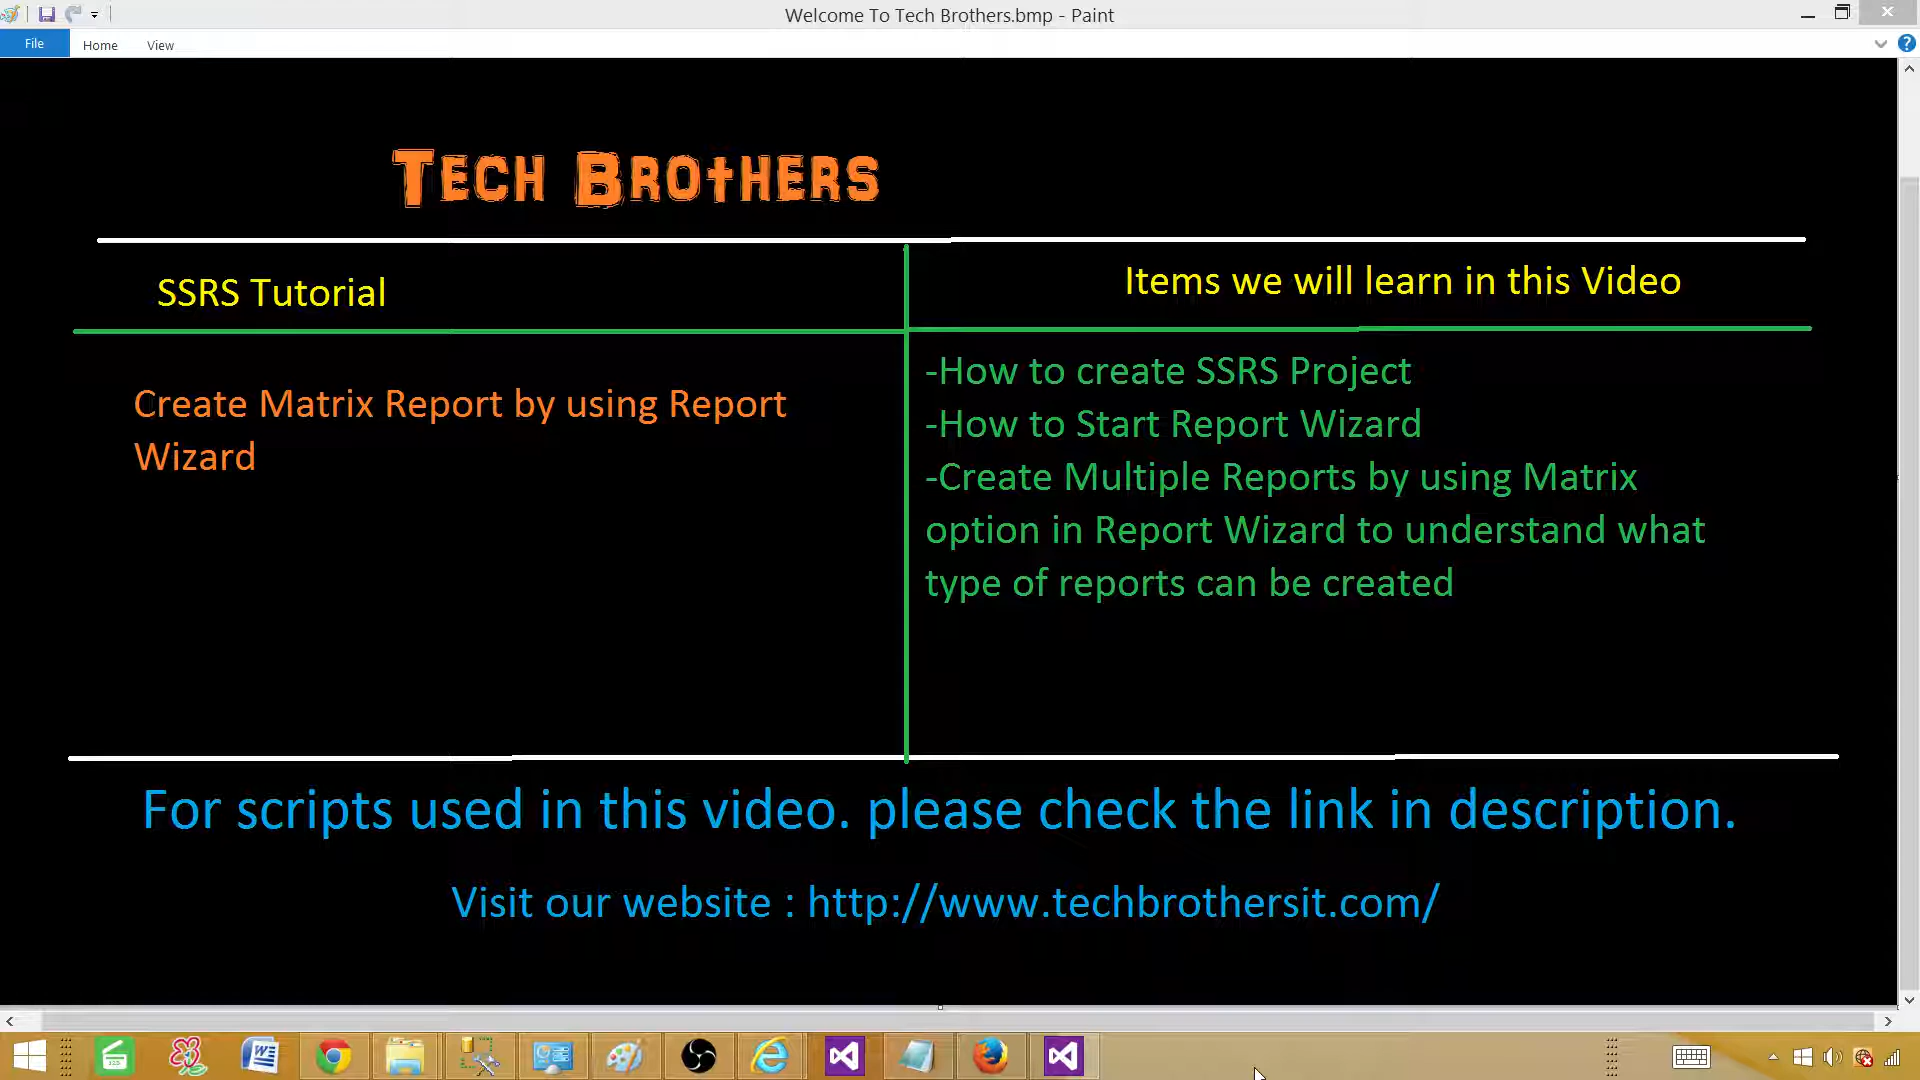 Welcome To Tech Brothers.bmp - Paint
File
Home
View
Tech Brothers
SSRS Tutorial
Items we will learn in this Video
Create Matrix Report by using Report
Wizard
-How to create SSRS Project
-How to Start Report Wizard
-Create Multiple Reports by using Matrix
option in Report Wizard to understand what
type of reports can be created
For scripts used in this video. please check the link in description.
Visit our website : http://www.techbrothersit.com/